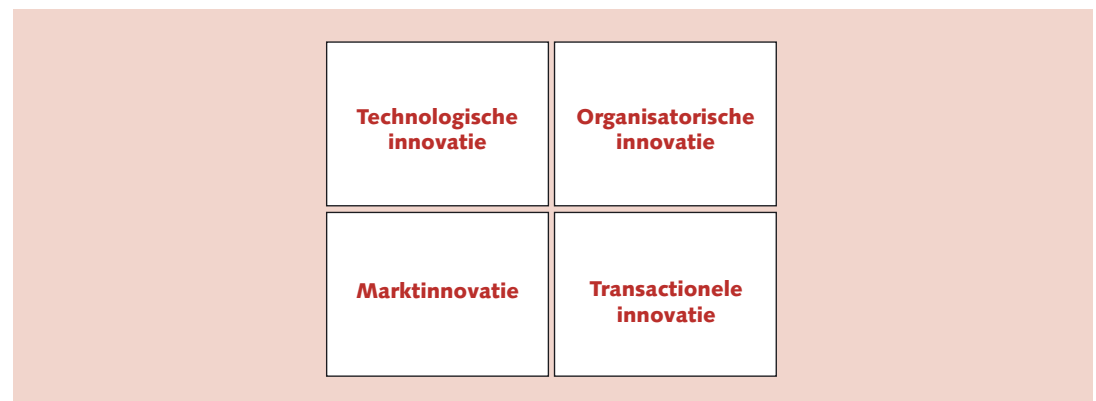 Technologische
innovatie
Organisatorische
innovatie
Marktinnovatie
Transactionele
innovatie